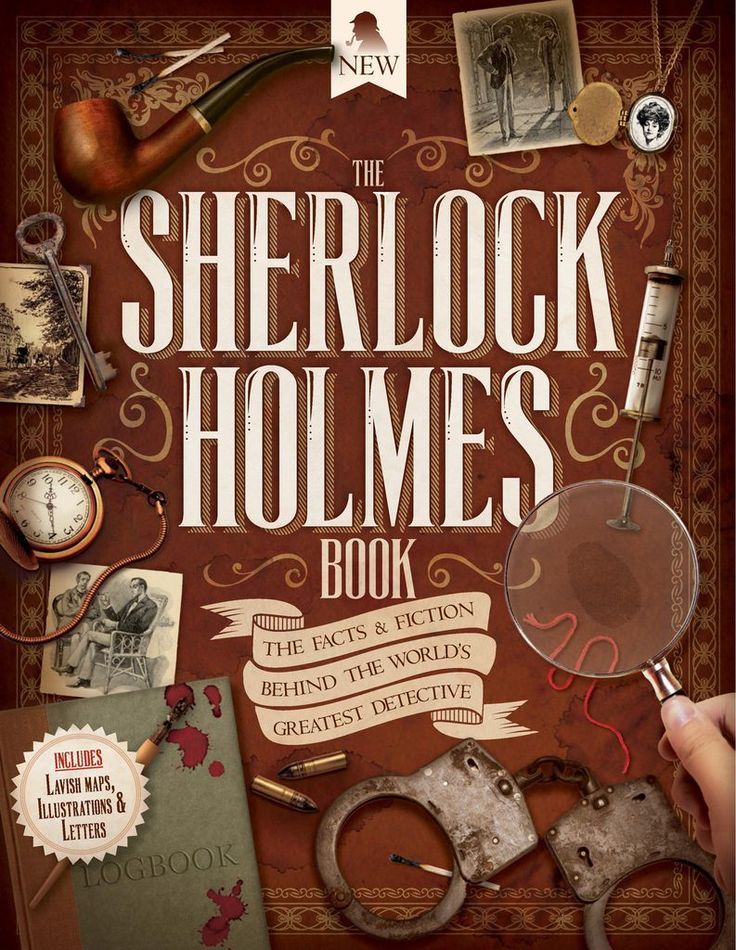 NEW
THE
SHERLOCK
HOLMES
BOOK
THE FACTS & FICTION
BEHIND THE WORLD'S
GREATEST DETECTIVE
INCLUDES
LAVISH MAPS,
ILLUSTRATIONS &
LETTERS
LOGBOOK